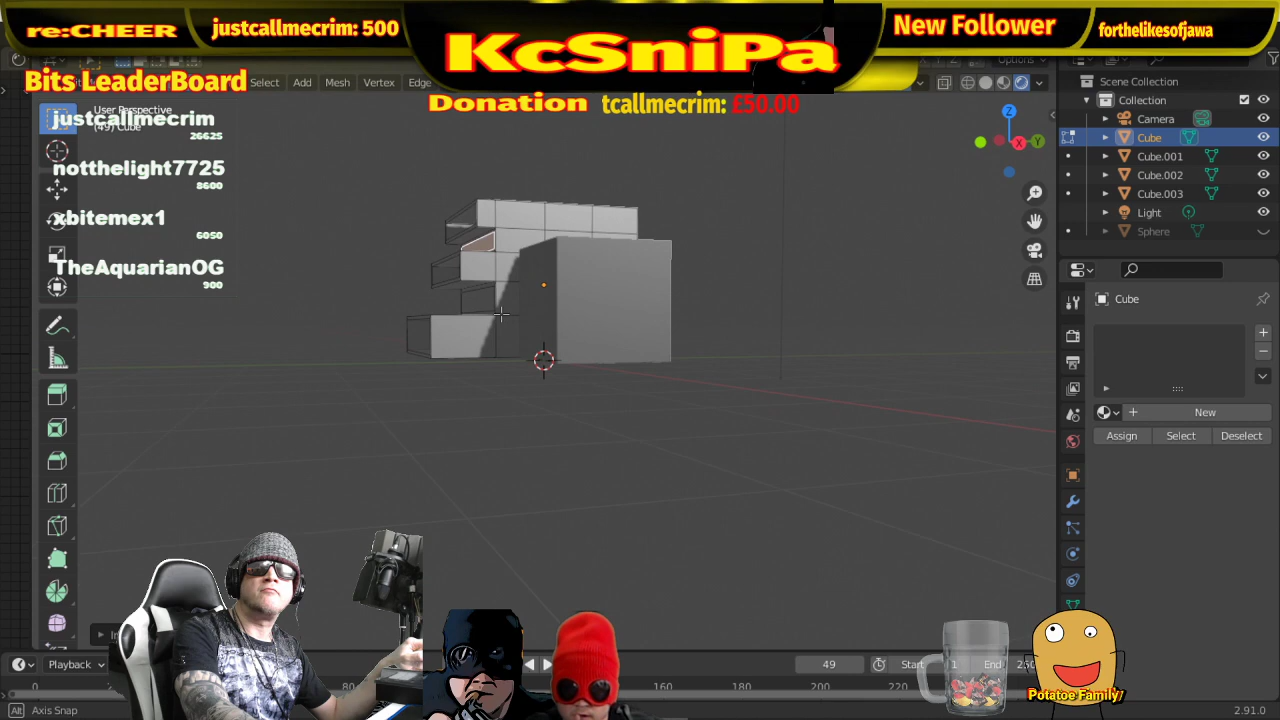 re:CHEER
justcallmecrim: 500
KcSniPa
New Follower
forthelikesofjawa
Bits LeaderBoard
Donation
tcallmecrim: £50.00
Select
Add
Mesh
Vertex
Edge
Options
User Perspective
(49) Cube
justcallmecrim
26625
notthelight7725
8600
xbitemex1
6050
TheAquarianOG
900
Z
X
Y
Scene Collection
Collection
Camera
Cube
Cube.001
Cube.002
Cube.003
Light
Sphere
Cube
New
Assign
Select
Deselect
Playback
49
Start
1
End
250
0
80
160
180
200
220
Potatoe Family
Alt
Axis Snap
2.91.0